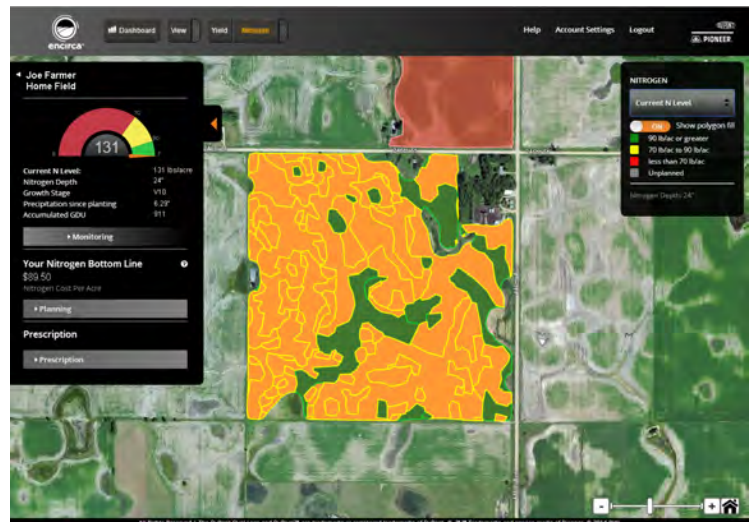 encirca
Dashboard
View
Yield
Nitrogen
Help
Account Settings
Logout
PIONEER
Joe Farmer
Home Field
131
Current N Level: 131 lbs/acre
Nitrogen Depth 24"
Growth Stage V10
Precipitation since planting 6.29"
Accumulated GDU 911
Monitoring
Your Nitrogen Bottom Line
$89.50
Nitrogen Cost Per Acre
Planning
Prescription
Prescription
NITROGEN
Current N Level
ON Show polygon fill
90 lb/ac or greater
70 lb/ac to 90 lb/ac
less than 70 lb/ac
Unplanned
Nitrogen Depth: 24"
- +